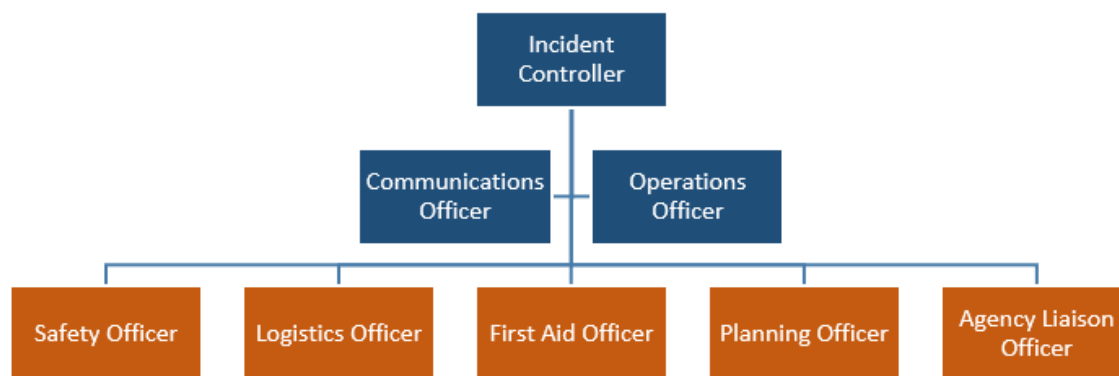 Incident
Controller
Communications
Officer
Operations
Officer
Safety Officer
Logistics Officer
First Aid Officer
Planning Officer
Agency Liaison
Officer